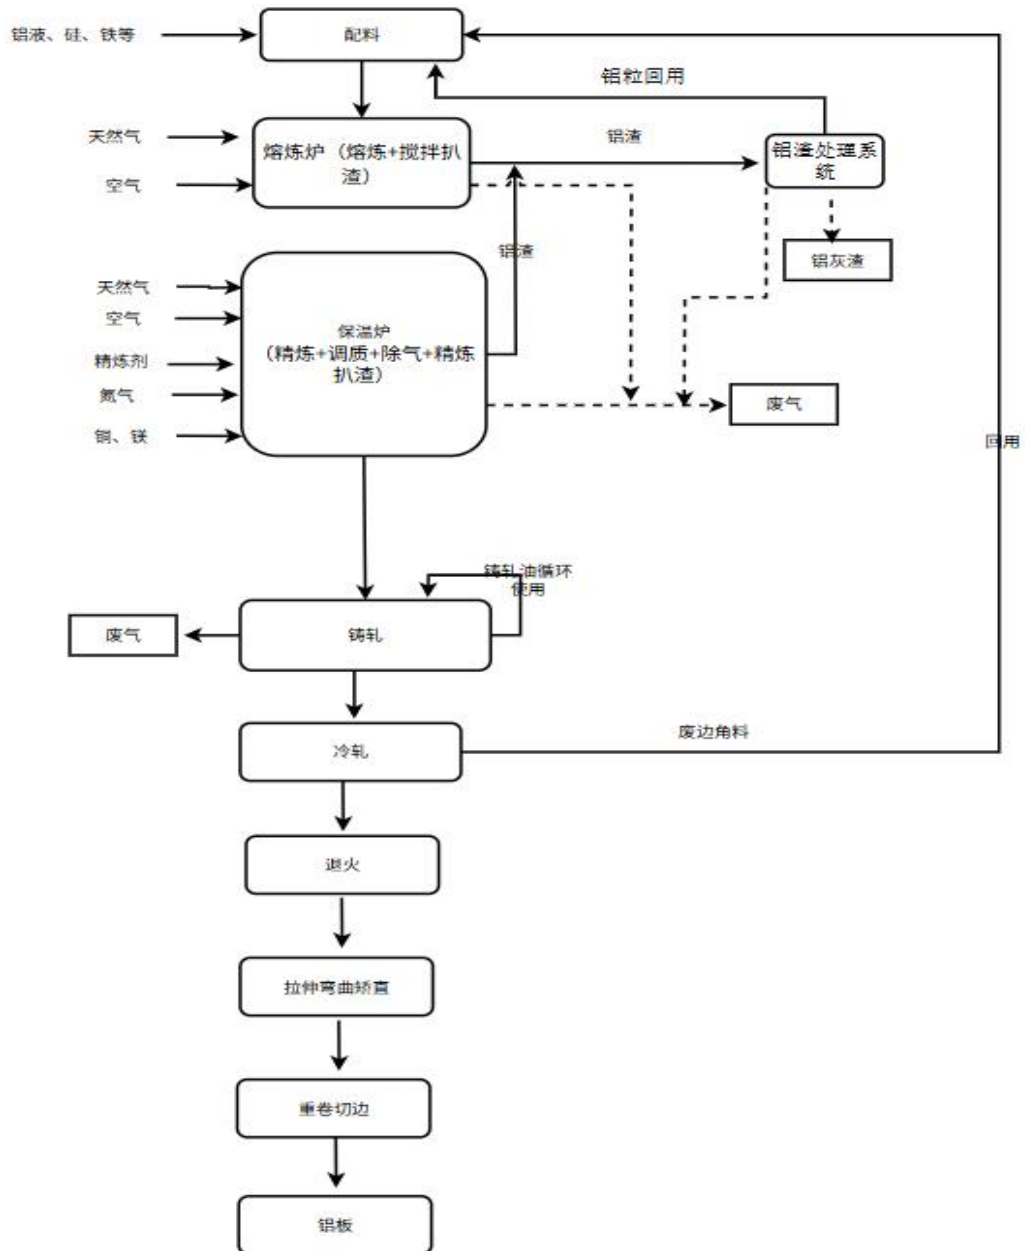 铝液、硅、铁等
配料
铝粒回用
天然气
熔炼炉（熔炼+搅拌扒
渣）
铝渣
铝渣处理系
统
空气
铝渣
铝灰渣
天然气
空气
保温炉
（精炼+调质+除气+精炼
扒渣）
精炼剂
氮气
铜、镁
废气
回用
铸轧油循环
使用
废气
铸轧
冷轧
废边角料
退火
拉伸弯曲矫直
重卷切边
铝板